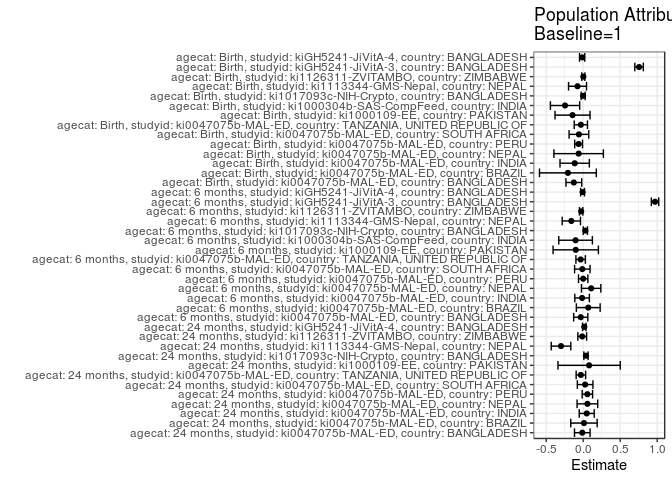 Population Attribu
Baseline=1
agecat: Birth, studyid: kiGH5241-JiVitA-4, country: BANGLADESH
agecat: Birth, studyid: kiGH5241-JiVitA-3, country: BANGLADESH
agecat: Birth, studyid: ki1126311-ZVITAMBO, country: ZIMBABWE
agecat: Birth, studyid: ki1113344-GMS-Nepal, country: NEPAL
agecat: Birth, studyid: ki1017093c-NIH-Crypto, country: BANGLADESH
agecat: Birth, studyid: ki1000304b-SAS-CompFeed, country: INDIA
agecat: Birth, studyid: ki1000109-EE, country: PAKISTAN
agecat: Birth, studyid: ki0047075b-MAL-ED, country: TANZANIA, UNITED REPUBLIC OF
agecat: Birth, studyid: ki0047075b-MAL-ED, country: SOUTH AFRICA
agecat: Birth, studyid: ki0047075b-MAL-ED, country: PERU
agecat: Birth, studyid: ki0047075b-MAL-ED, country: NEPAL
agecat: Birth, studyid: ki0047075b-MAL-ED, country: INDIA
agecat: Birth, studyid: ki0047075b-MAL-ED, country: BRAZIL
agecat: Birth, studyid: ki0047075b-MAL-ED, country: BANGLADESH
agecat: 6 months, studyid: kiGH5241-JiVitA-4, country: BANGLADESH
agecat: 6 months, studyid: kiGH5241-JiVitA-3, country: BANGLADESH
agecat: 6 months, studyid: ki1126311-ZVITAMBO, country: ZIMBABWE
agecat: 6 months, studyid: ki1113344-GMS-Nepal, country: NEPAL
agecat: 6 months, studyid: ki1017093c-NIH-Crypto, country: BANGLADESH
agecat: 6 months, studyid: ki1000304b-SAS-CompFeed, country: INDIA
agecat: 6 months, studyid: ki1000109-EE, country: PAKISTAN
agecat: 6 months, studyid: ki0047075b-MAL-ED, country: TANZANIA, UNITED REPUBLIC OF
agecat: 6 months, studyid: ki0047075b-MAL-ED, country: SOUTH AFRICA
agecat: 6 months, studyid: ki0047075b-MAL-ED, country: PERU
agecat: 6 months, studyid: ki0047075b-MAL-ED, country: NEPAL
agecat: 6 months, studyid: ki0047075b-MAL-ED, country: INDIA
agecat: 6 months, studyid: ki0047075b-MAL-ED, country: BRAZIL
agecat: 6 months, studyid: ki0047075b-MAL-ED, country: BANGLADESH
agecat: 24 months, studyid: kiGH5241-JiVitA-4, country: BANGLADESH
agecat: 24 months, studyid: ki1126311-ZVITAMBO, country: ZIMBABWE
agecat: 24 months, studyid: ki1113344-GMS-Nepal, country: NEPAL
agecat: 24 months, studyid: ki1017093c-NIH-Crypto, country: BANGLADESH
agecat: 24 months, studyid: ki1000109-EE, country: PAKISTAN
agecat: 24 months, studyid: ki0047075b-MAL-ED, country: TANZANIA, UNITED REPUBLIC OF
agecat: 24 months, studyid: ki0047075b-MAL-ED, country: SOUTH AFRICA
agecat: 24 months, studyid: ki0047075b-MAL-ED, country: PERU
agecat: 24 months, studyid: ki0047075b-MAL-ED, country: NEPAL
agecat: 24 months, studyid: ki0047075b-MAL-ED, country: INDIA
agecat: 24 months, studyid: ki0047075b-MAL-ED, country: BRAZIL
agecat: 24 months, studyid: ki0047075b-MAL-ED, country: BANGLADESH
-0.5 0.0 0.5 1.0
Estimate